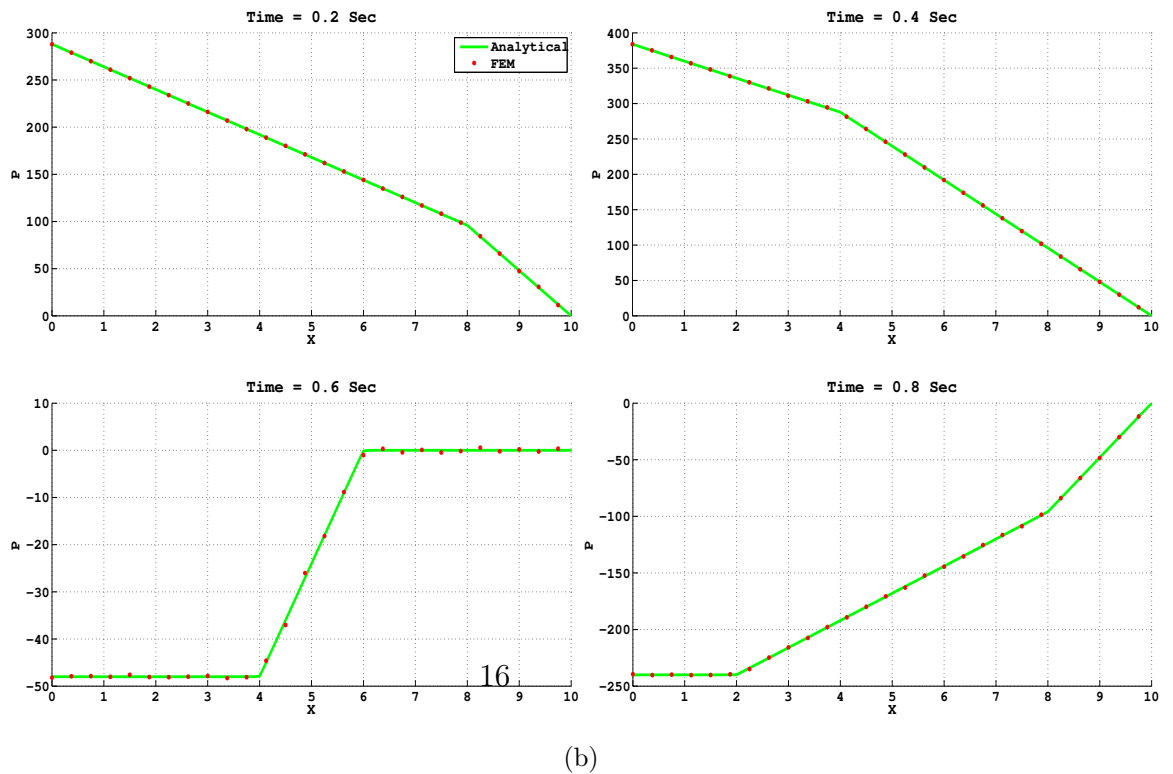 Time = 0.2 Sec
300
250
200
150
100
50
0
P
0 1 2 3 4 5 6 7 8 9 10
X
Analytical
FEM
Time = 0.4 Sec
400
350
300
250
200
150
100
50
0
P
0 1 2 3 4 5 6 7 8 9 10
X
Time = 0.6 Sec
10
0
−10
−20
−30
−40
−50
P
0 1 2 3 4 5 6 7 8 9 10
X
16
Time = 0.8 Sec
0
−50
−100
−150
−200
−250
P
0 1 2 3 4 5 6 7 8 9 10
X
(b)